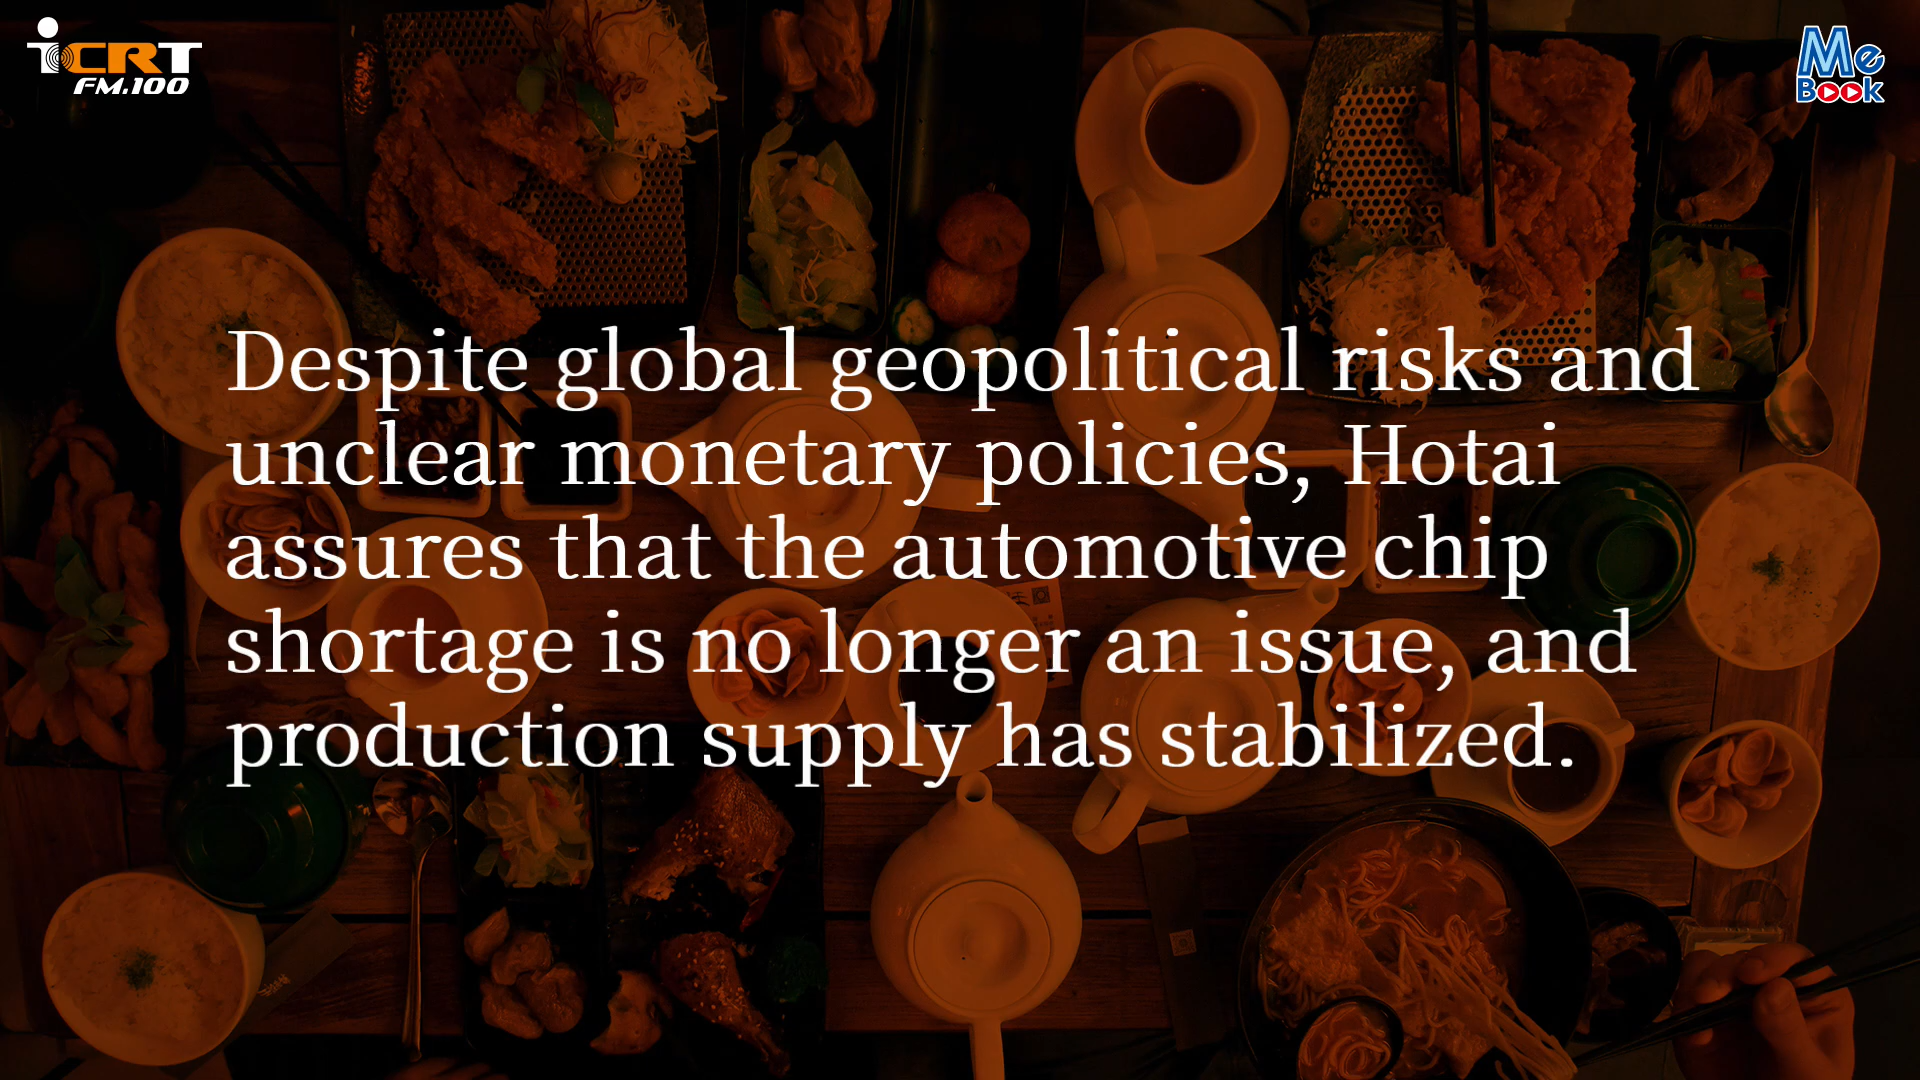 iCRT
FM.100
Me
Book
Despite global geopolitical risks and
unclear monetary policies, Hotai
assures that the automotive chip
shortage is no longer an issue, and
production supply has stabilized.